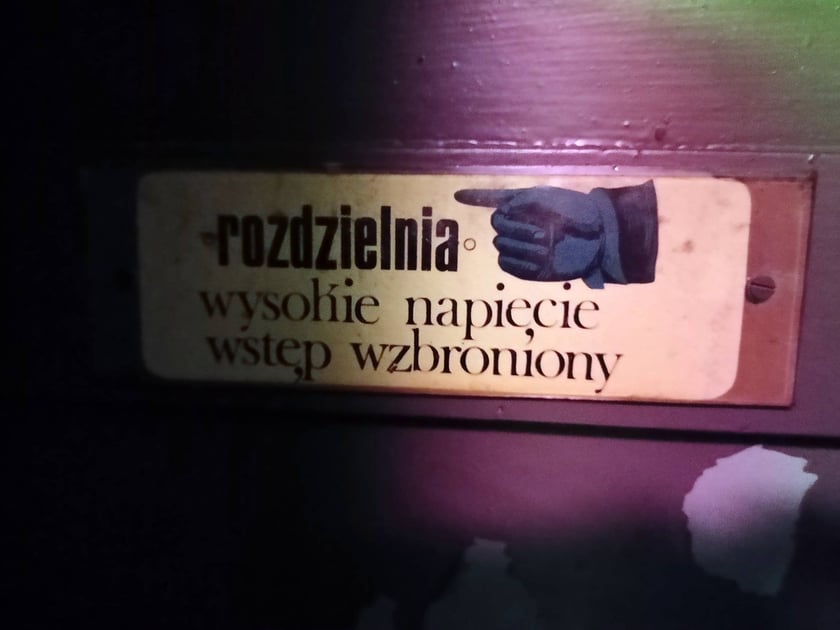 rozdzielnia
wysokie napięcie
wstęp wzbroniony